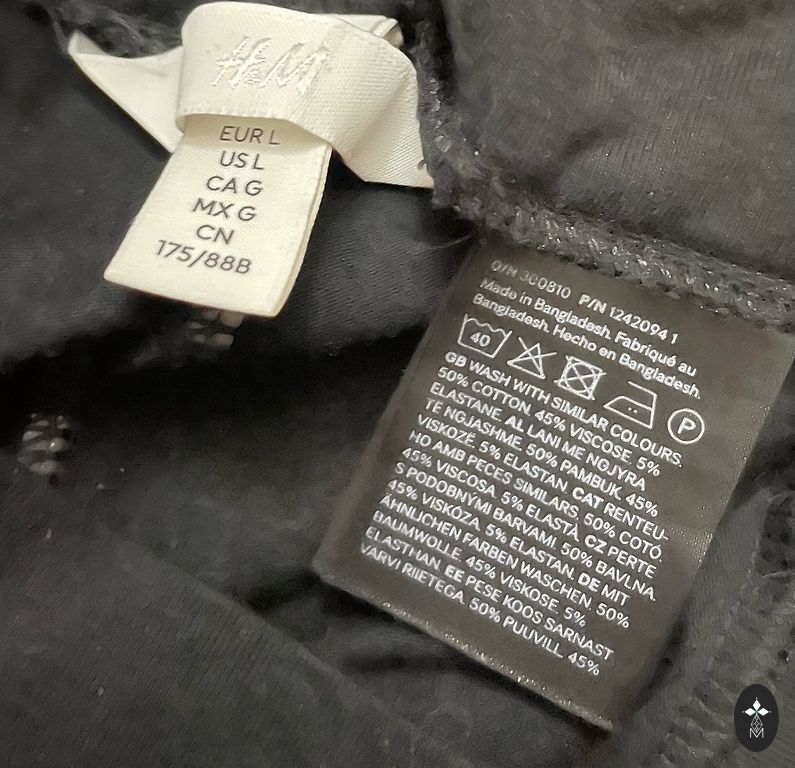 H&M
EUR L
US L
CA G
MX G
CN
175/88B
O/N 300810 P/N 1242094 1
Made in Bangladesh. Fabriqué au
Bangladesh. Hecho en Bangladesh.
40
P
GB WASH WITH SIMILAR COLOURS.
50% COTTON. 45% VISCOSE. 5%
ELASTANE. AL LANI ME NGJYRA
TE NGJASHME. 50% PAMBUK. 45%
VISKOZË. 5% ELASTAN. CAT RENTEU-
HO AMB PECES SIMILARS. 50% COTÓ.
45% VISCOSA. 5% ELASTÀ. CZ PERTE
S PODOBNÝMI BARVAMI. 50% BAVLNA.
45% VISKÓZA. 5% ELASTAN. DE MIT
ÄHNLICHEN FARBEN WASCHEN. 50%
BAUMWOLLE. 45% VISKOSE. 5%
ELASTHAN. EE PESE KOOS SARNAST
VÄRVI RIIETEGA. 50% PUUVILL. 45%
M